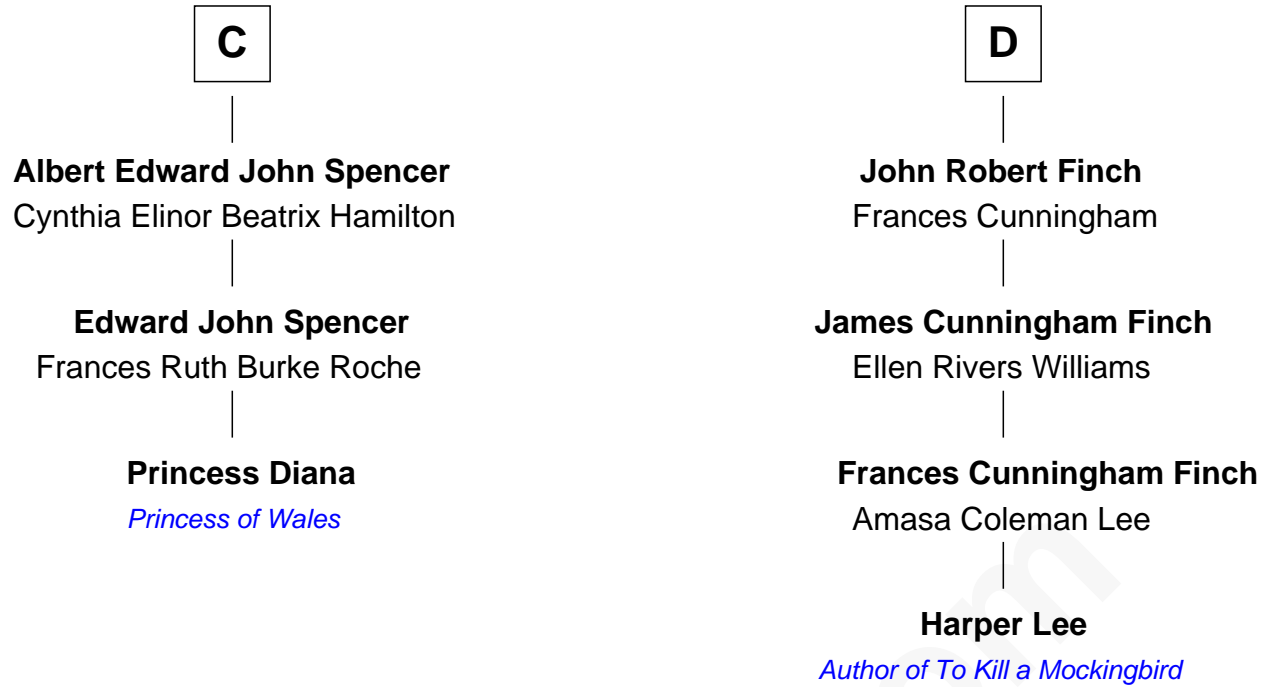 C
Albert Edward John Spencer
Cynthia Elinor Beatrix Hamilton
Edward John Spencer
Frances Ruth Burke Roche
Princess Diana
Princess of Wales
D
John Robert Finch
Frances Cunningham
James Cunningham Finch
Ellen Rivers Williams
Frances Cunningham Finch
Amasa Coleman Lee
Harper Lee
Author of To Kill a Mockingbird